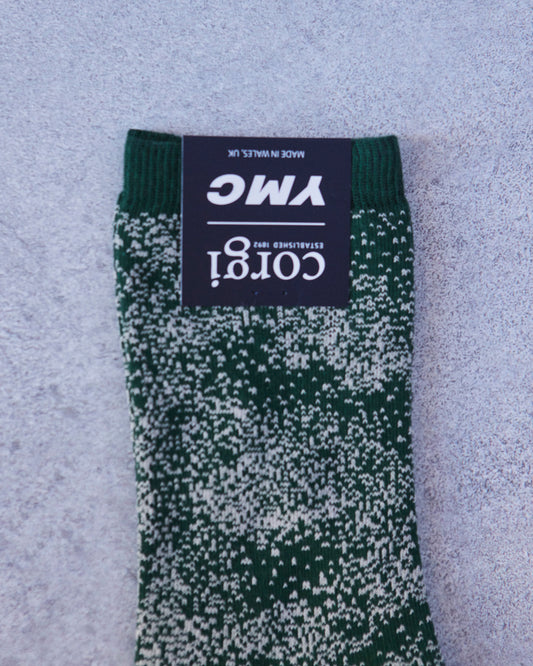 corgi
ESTABLISHED 1892
YMC
MADE IN WALES, UK